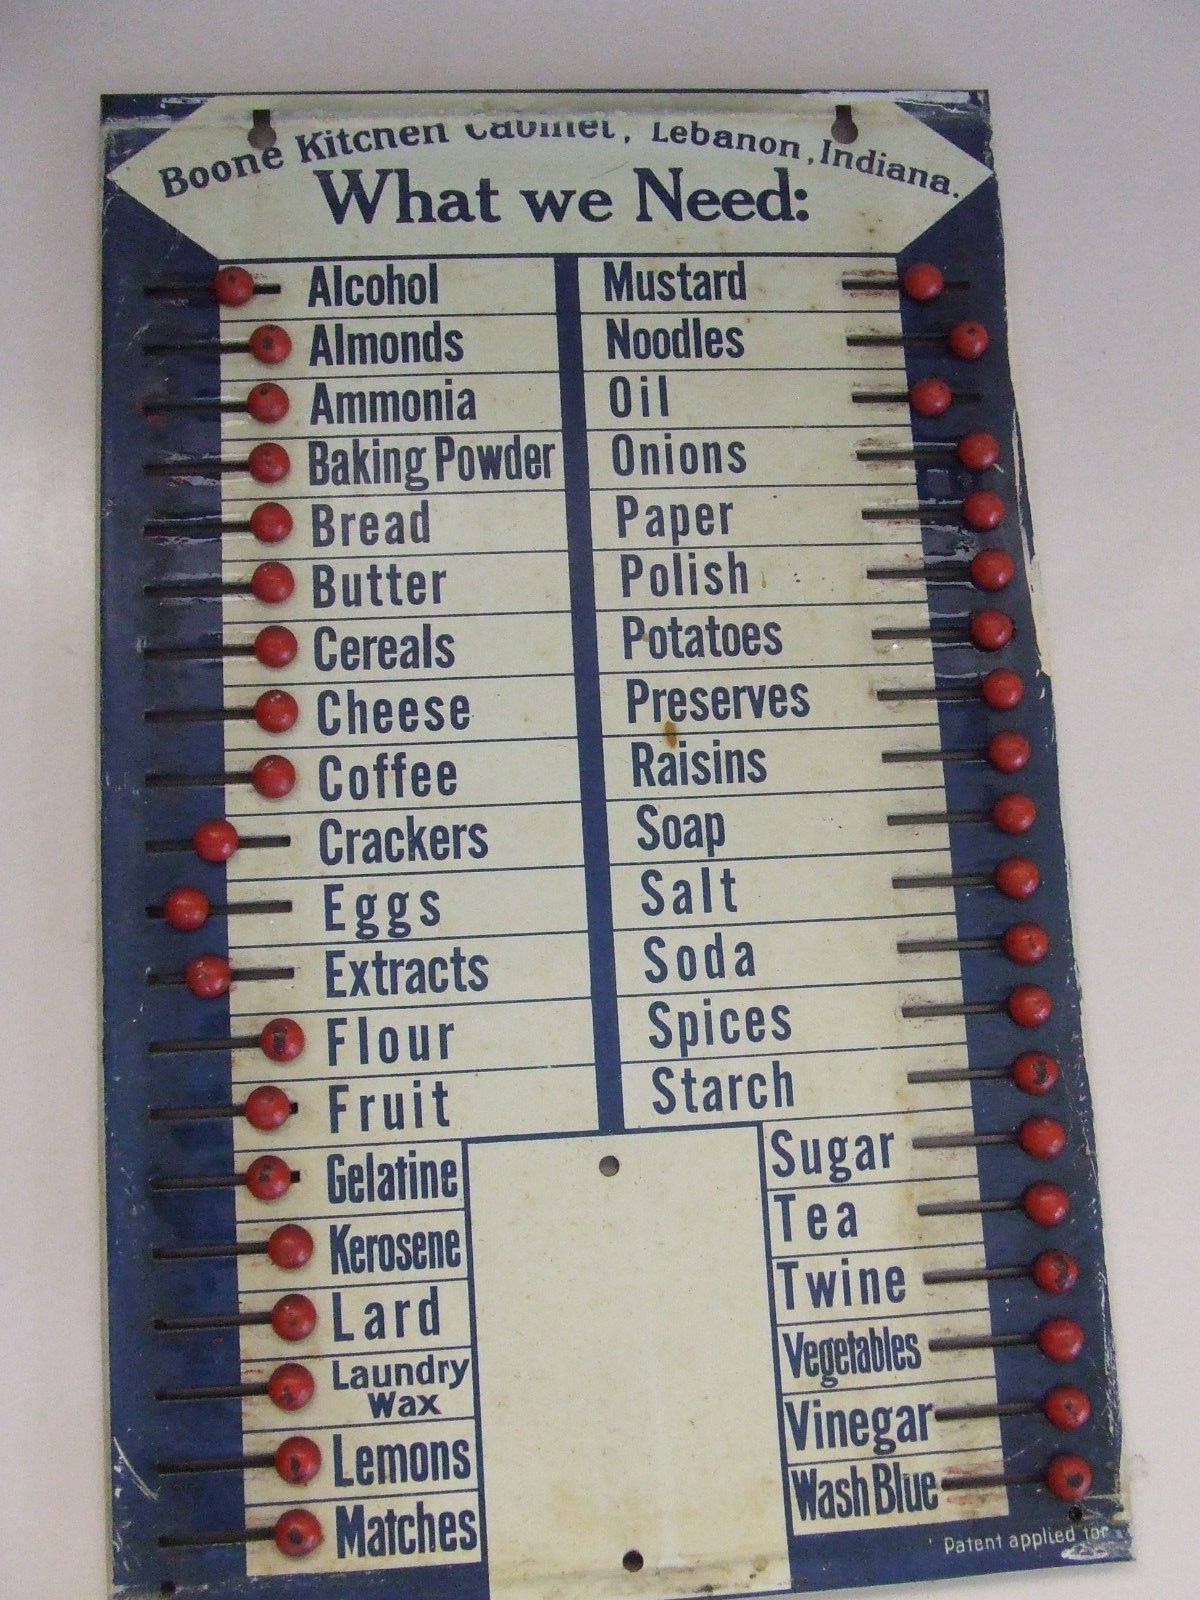 Boone Kitchen Cabinet, Lebanon, Indiana.
What we Need:
Alcohol
Almonds
Ammonia
Baking Powder
Bread
Butter
Cereals
Cheese
Coffee
Crackers
Eggs
Extracts
Flour
Fruit
Gelatine
Kerosene
Lard
Laundry
Wax
Lemons
Matches
Mustard
Noodles
Oil
Onions
Paper
Polish
Potatoes
Preserves
Raisins
Soap
Salt
Soda
Spices
Starch
Sugar
Tea
Twine
Vegetables
Vinegar
Wash Blue
Patent applied for